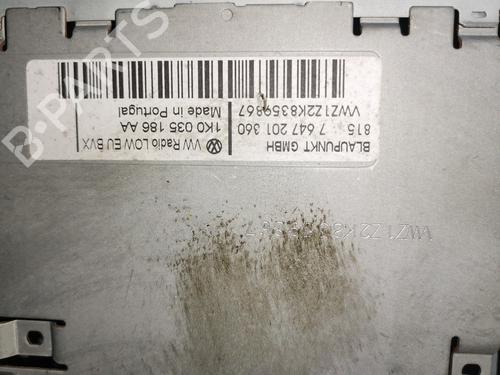 BLAUPUNKT GMBH
815 7 647 201 360
VWZ1Z2K8359867
VW Radio LOW EU BVX
1K0 035 186 AA
Made in Portugal
B-PARTS